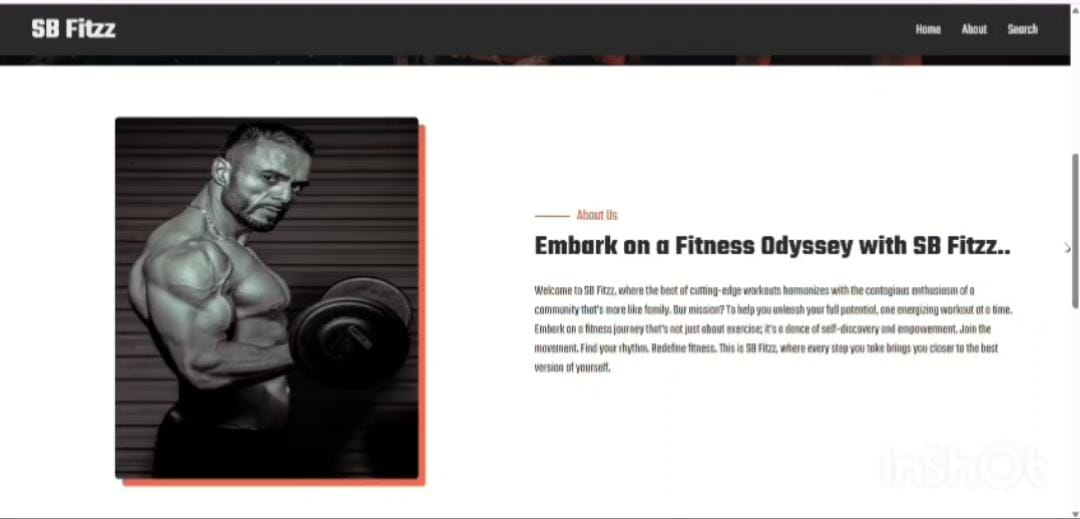 SB Fitzz
Home About Search
About Us
Embark on a Fitness Odyssey with SB Fitzz..
Welcome to SB Fitzz, where the beat of cutting-edge workouts harmonizes with the contagious enthusiasm of a
community that's more like family. Our mission? To help you unleash your full potential, one energizing workout at a time.
Embark on a fitness journey that's not just about exercise; it's a dance of self-discovery and empowerment. Join the
movement. Find your rhythm. Redefine fitness. This is SB Fitzz, where every step you take brings you closer to the best
version of yourself.
InShOt